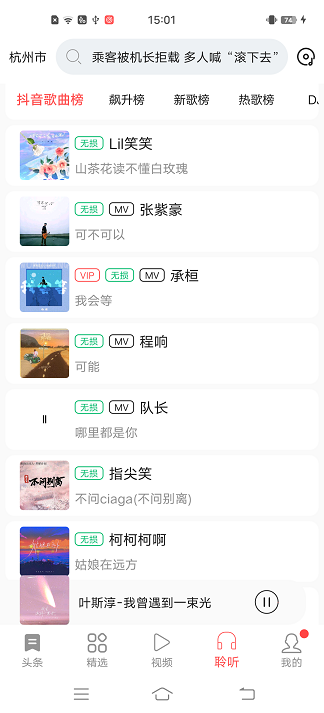 15:01
74
杭州市
乘客被机长拒载 多人喊“滚下去”
抖音歌曲榜 飙升榜 新歌榜 热歌榜 DJ
无损 Lil笑笑
山茶花读不懂白玫瑰
无损 MV 张紫豪
可不可以
VIP 无损 MV 承桓
我会等
无损 MV 程响
可能
无损 MV 队长
哪里都是你
不问别离
无损 指尖笑
不问ciaga(不问别离)
无损 柯柯柯啊
姑娘在远方
叶斯淳-我曾遇到一束光
头条 精选 视频 聆听 我的